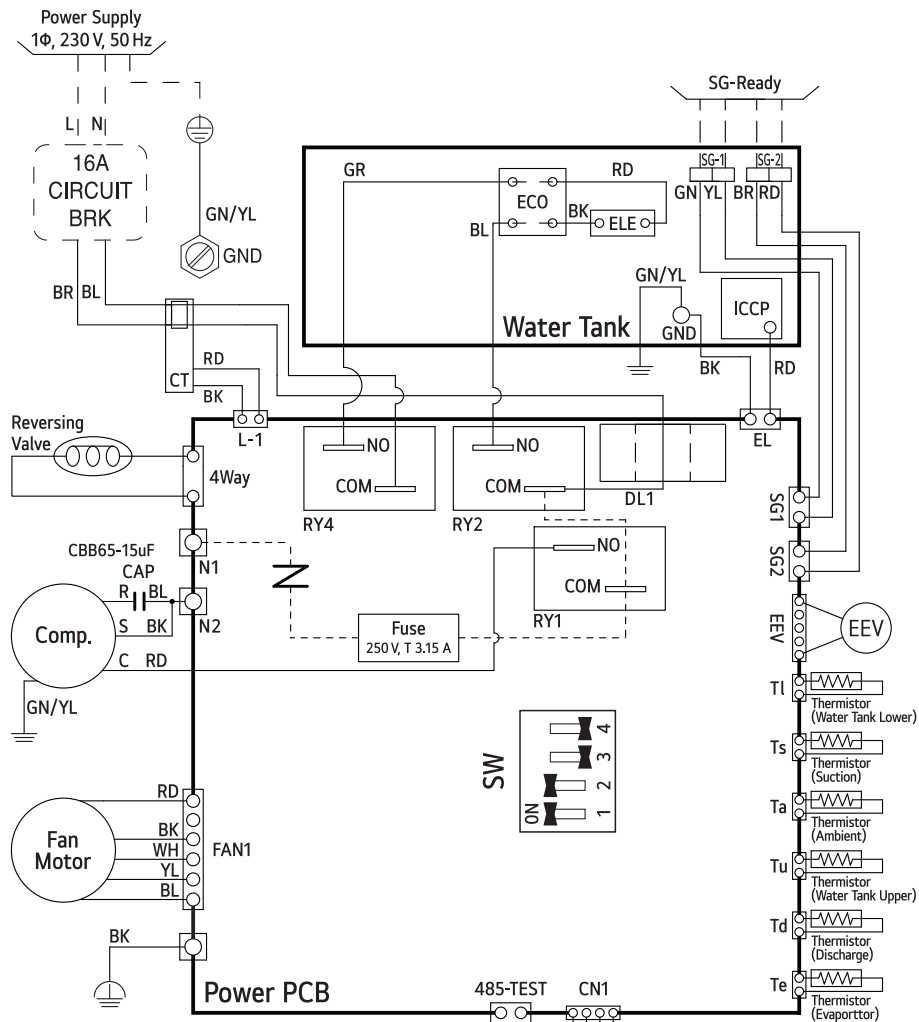 Power Supply
1Φ, 230 V, 50 Hz
L N
16A
CIRCUIT
BRK
GN/YL
GND
BR BL
CT
RD
BK
L-1
SG-Ready
SG-1 SG-2
GN YL BR RD
GR
ECO
RD
BL
BK
ELE
GN/YL
GND
ICCP
Water Tank
BK
RD
EL
Reversing
Valve
4Way
NO
COM
RY4
NO
COM
RY2
DL1
NO
COM
RY1
SG1
SG2
N1
CBB65-15uF
CAP
R BL
N2
Comp.
S BK
C RD
GN/YL
Fuse
250 V, T 3.15 A
EEV
EEV
Tl
Thermistor
(Water Tank Lower)
Ts
Thermistor
(Suction)
Ta
Thermistor
(Ambient)
Tu
Thermistor
(Water Tank Upper)
Td
Thermistor
(Discharge)
Te
Thermistor
(Evaporttor)
SW
ON
1 2 3 4
Fan
Motor
RD
BK
WH
YL
BL
FAN1
BK
Power PCB
485-TEST
CN1